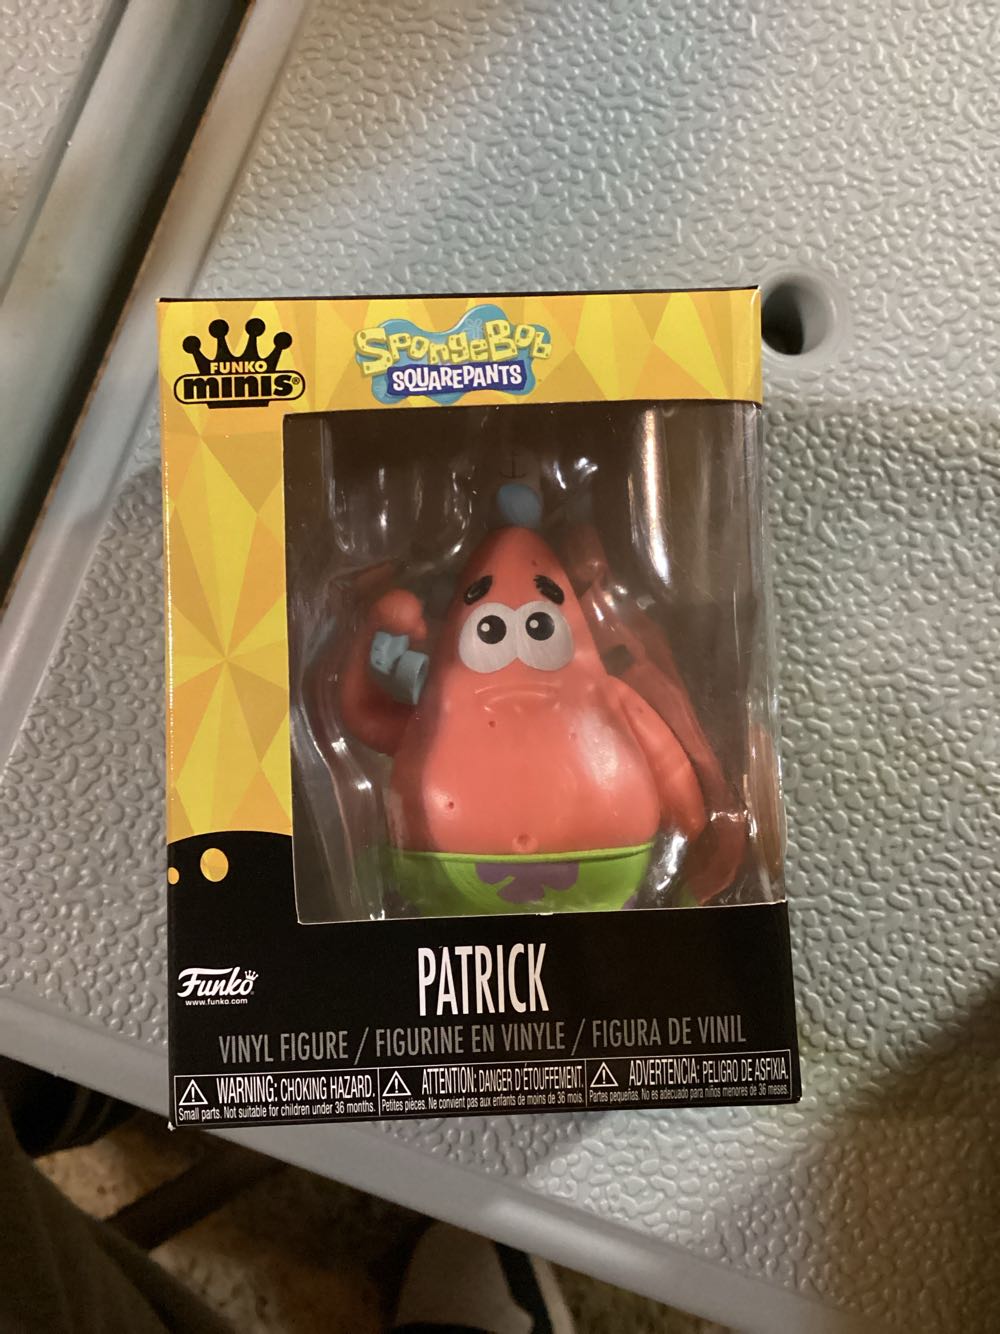 FUNKO
minis®
SPONGEBOB
SQUAREPANTS
Funko
www.funko.com
PATRICK
VINYL FIGURE / FIGURINE EN VINYLE / FIGURA DE VINIL
WARNING: CHOKING HAZARD.
Small parts. Not suitable for children under 36 months.
ATTENTION: DANGER D'ÉTOUFFEMENT.
Petites pièces. Ne convient pas aux enfants de moins de 36 mois.
ADVERTENCIA: PELIGRO DE ASFIXIA.
Partes pequeñas. No es adecuado para niños menores de 36 meses.